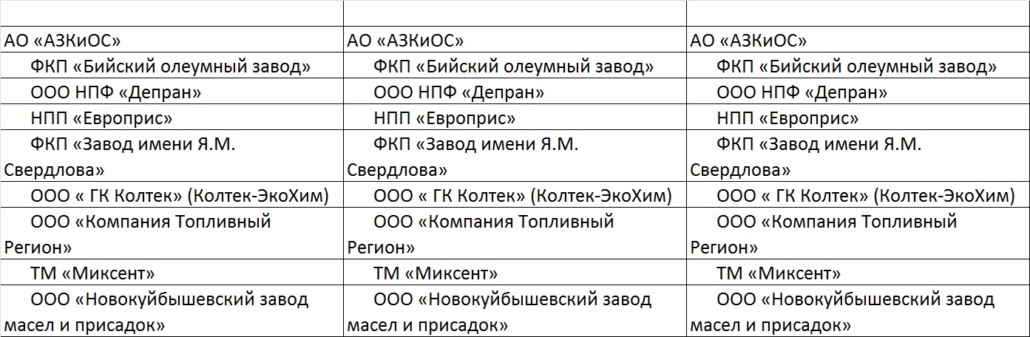 АО «АЗКиОС» АО «АЗКиОС» АО «АЗКиОС»
ФКП «Бийский олеумный завод» ФКП «Бийский олеумный завод» ФКП «Бийский олеумный завод»
ООО НПФ «Депран» ООО НПФ «Депран» ООО НПФ «Депран»
НПП «Европрис» НПП «Европрис» НПП «Европрис»
ФКП «Завод имени Я.М. ФКП «Завод имени Я.М. ФКП «Завод имени Я.М.
Свердлова» Свердлова» Свердлова»
ООО « ГК Колтек» (Колтек-ЭкоХим) ООО « ГК Колтек» (Колтек-ЭкоХим) ООО « ГК Колтек» (Колтек-ЭкоХим)
ООО «Компания Топливный ООО «Компания Топливный ООО «Компания Топливный
Регион» Регион» Регион»
ТМ «Миксент» ТМ «Миксент» ТМ «Миксент»
ООО «Новокуйбышевский завод ООО «Новокуйбышевский завод ООО «Новокуйбышевский завод
масел и присадок» масел и присадок» масел и присадок»